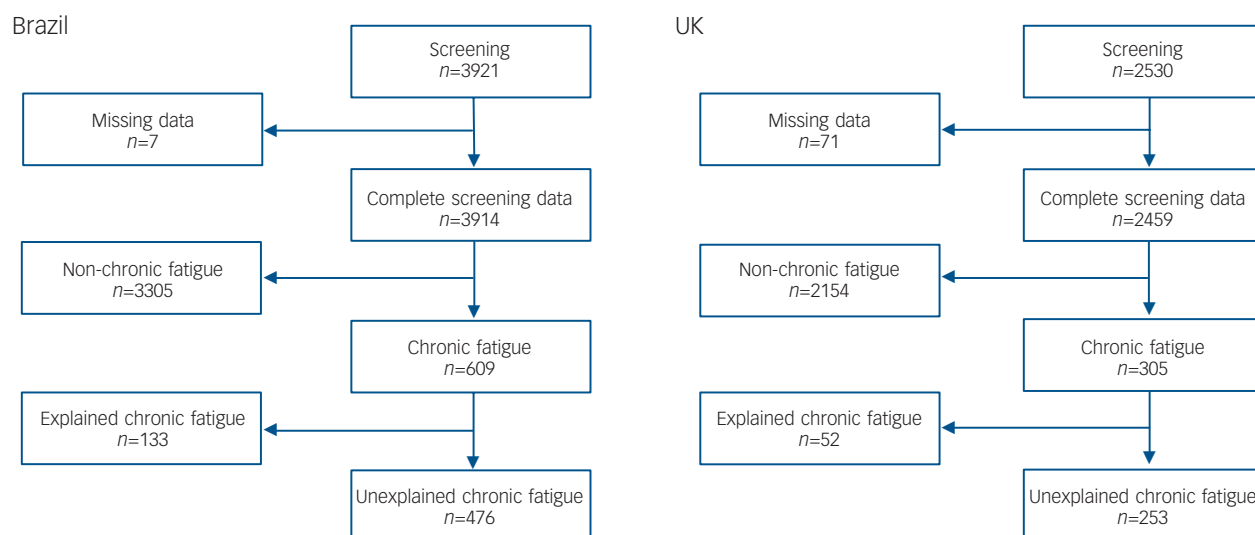 Brazil
Screening
n=3921
Missing data
n=7
Complete screening data
n=3914
Non-chronic fatigue
n=3305
Chronic fatigue
n=609
Explained chronic fatigue
n=133
Unexplained chronic fatigue
n=476
UK
Screening
n=2530
Missing data
n=71
Complete screening data
n=2459
Non-chronic fatigue
n=2154
Chronic fatigue
n=305
Explained chronic fatigue
n=52
Unexplained chronic fatigue
n=253